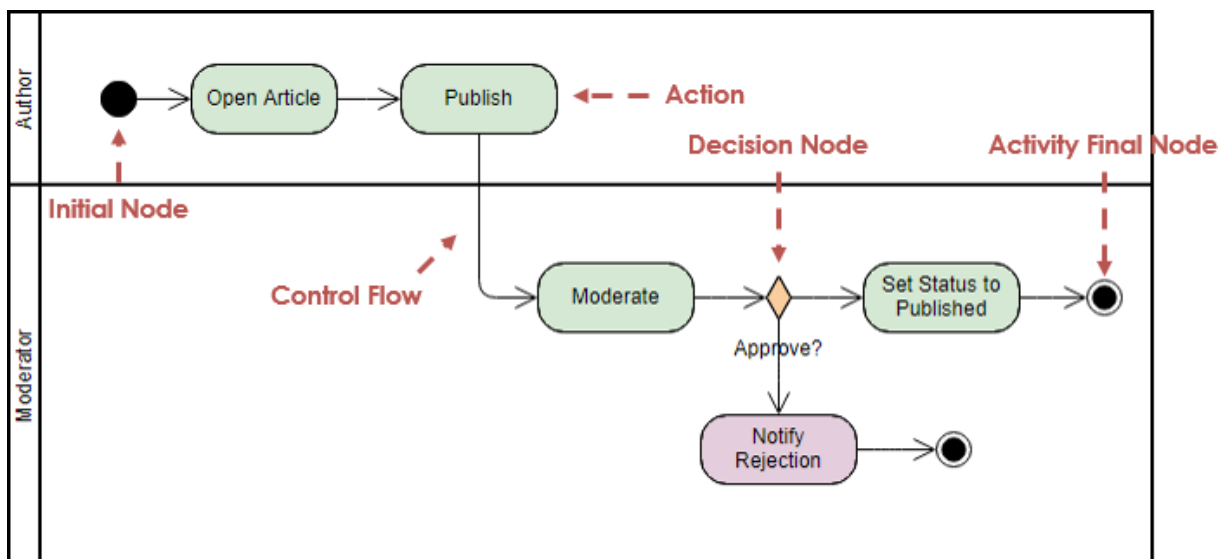 Author
Open Article
Publish
Action
Decision Node
Activity Final Node
Initial Node
Control Flow
Moderator
Moderate
Set Status to
Published
Approve?
Notify
Rejection